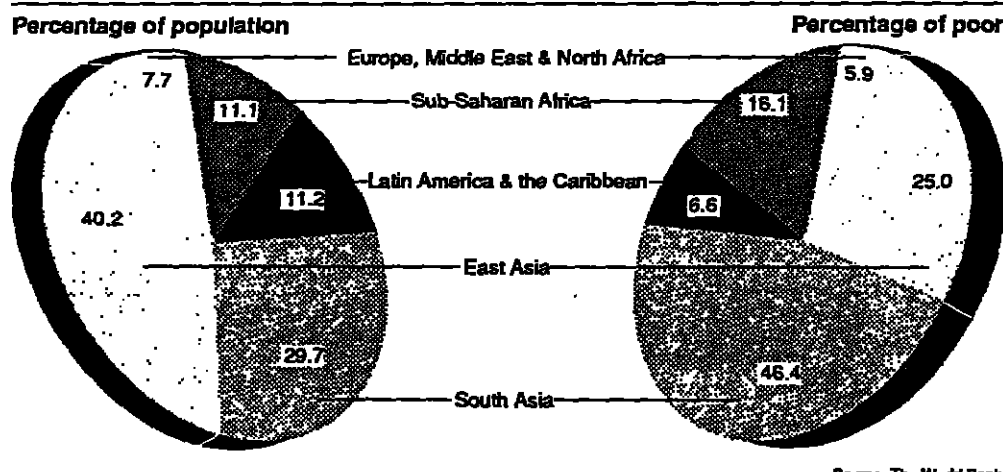 Percentage of population
Percentage of poor
Europe, Middle East & North Africa
7.7
5.9
Sub-Saharan Africa
11.1
16.1
Latin America & the Caribbean
11.2
6.6
40.2
25.0
East Asia
29.7
46.4
South Asia